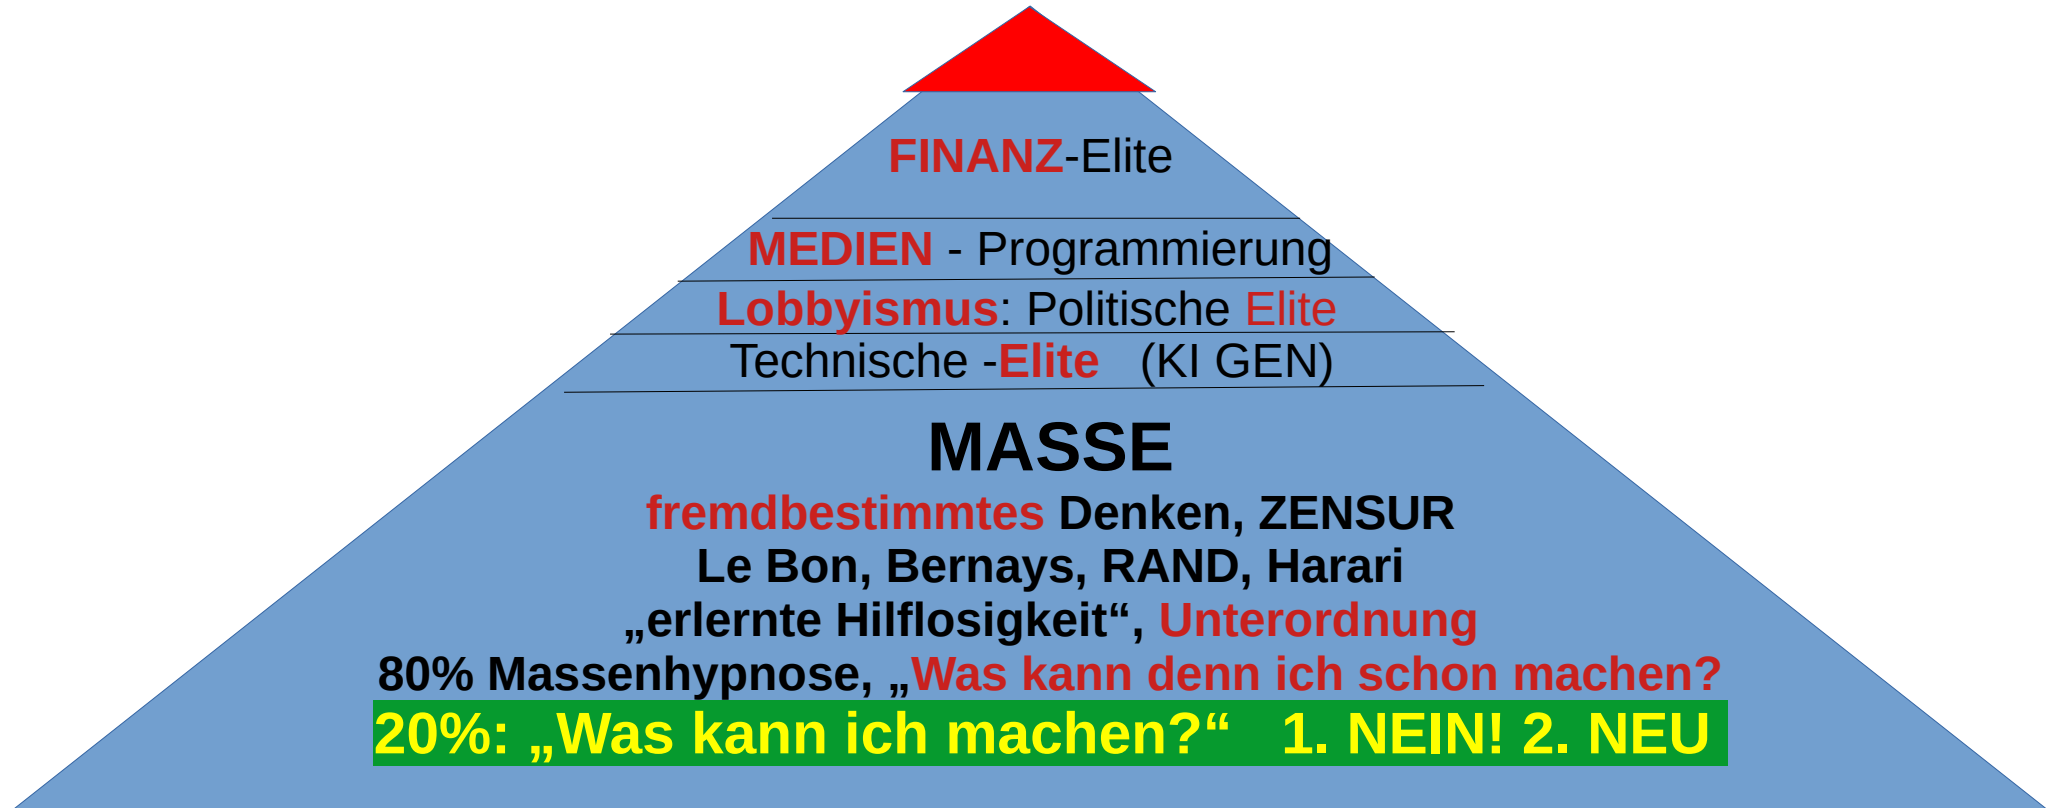 FINANZ-Elite
MEDIEN - Programmierung
Lobbyismus: Politische Elite
Technische -Elite (KI GEN)
MASSE
fremdbestimmtes Denken, ZENSUR
Le Bon, Bernays, RAND, Harari
„erlernte Hilflosigkeit“, Unterordnung
80% Massenhypnose, „Was kann denn ich schon machen?
20%: „Was kann ich machen?“ 1. NEIN! 2. NEU